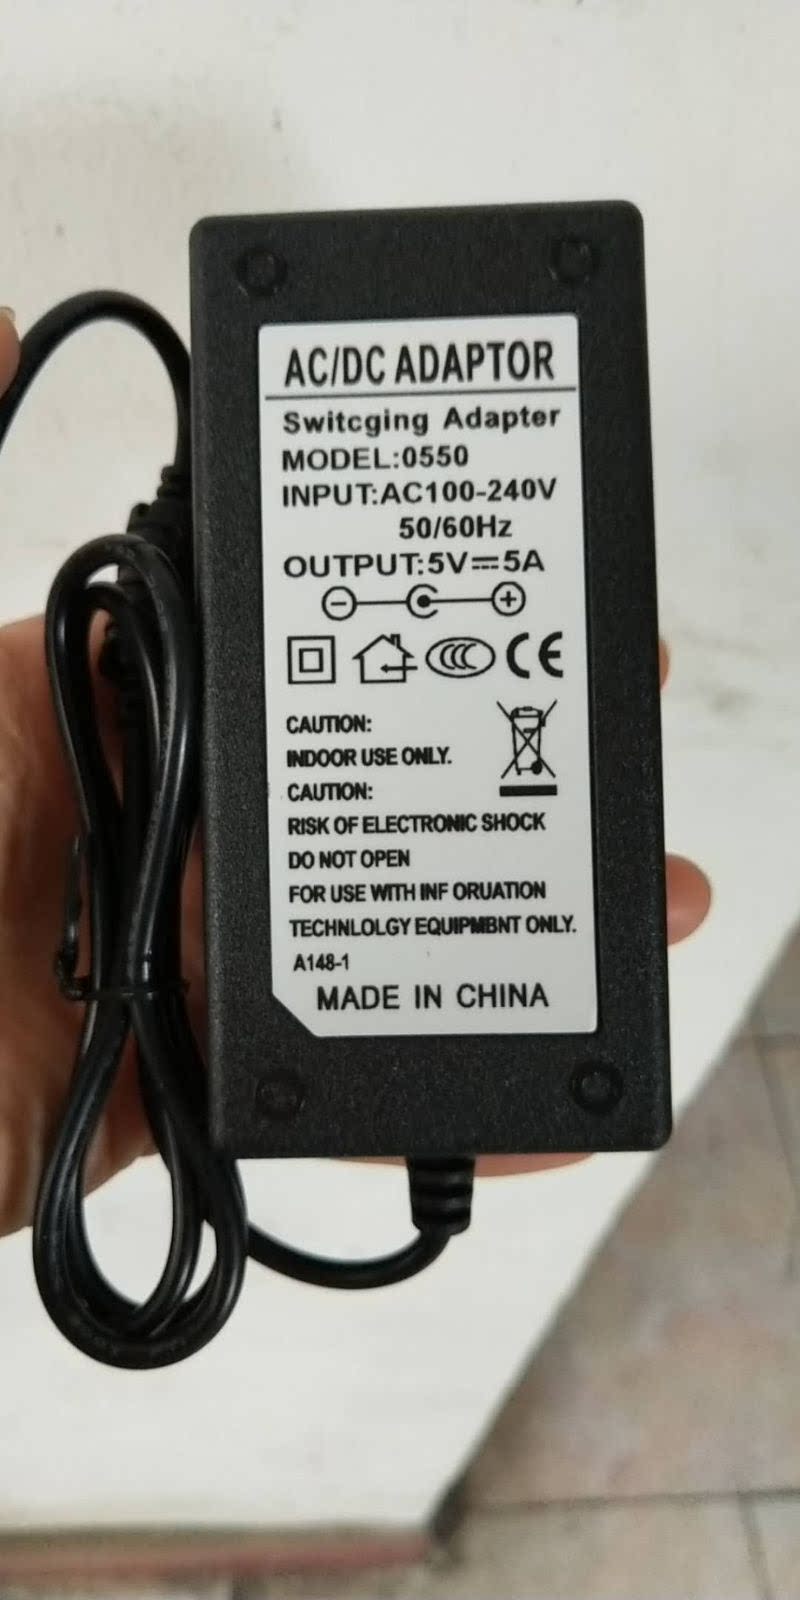 AC/DC ADAPTOR
Switcging Adapter
MODEL:0550
INPUT:AC100-240V
50/60Hz
OUTPUT:5V⎓5A
CCC CE
CAUTION:
INDOOR USE ONLY.
CAUTION:
RISK OF ELECTRONIC SHOCK
DO NOT OPEN
FOR USE WITH INF ORUATION
TECHNLOLGY EQUIPMBNT ONLY.
A148-1
MADE IN CHINA